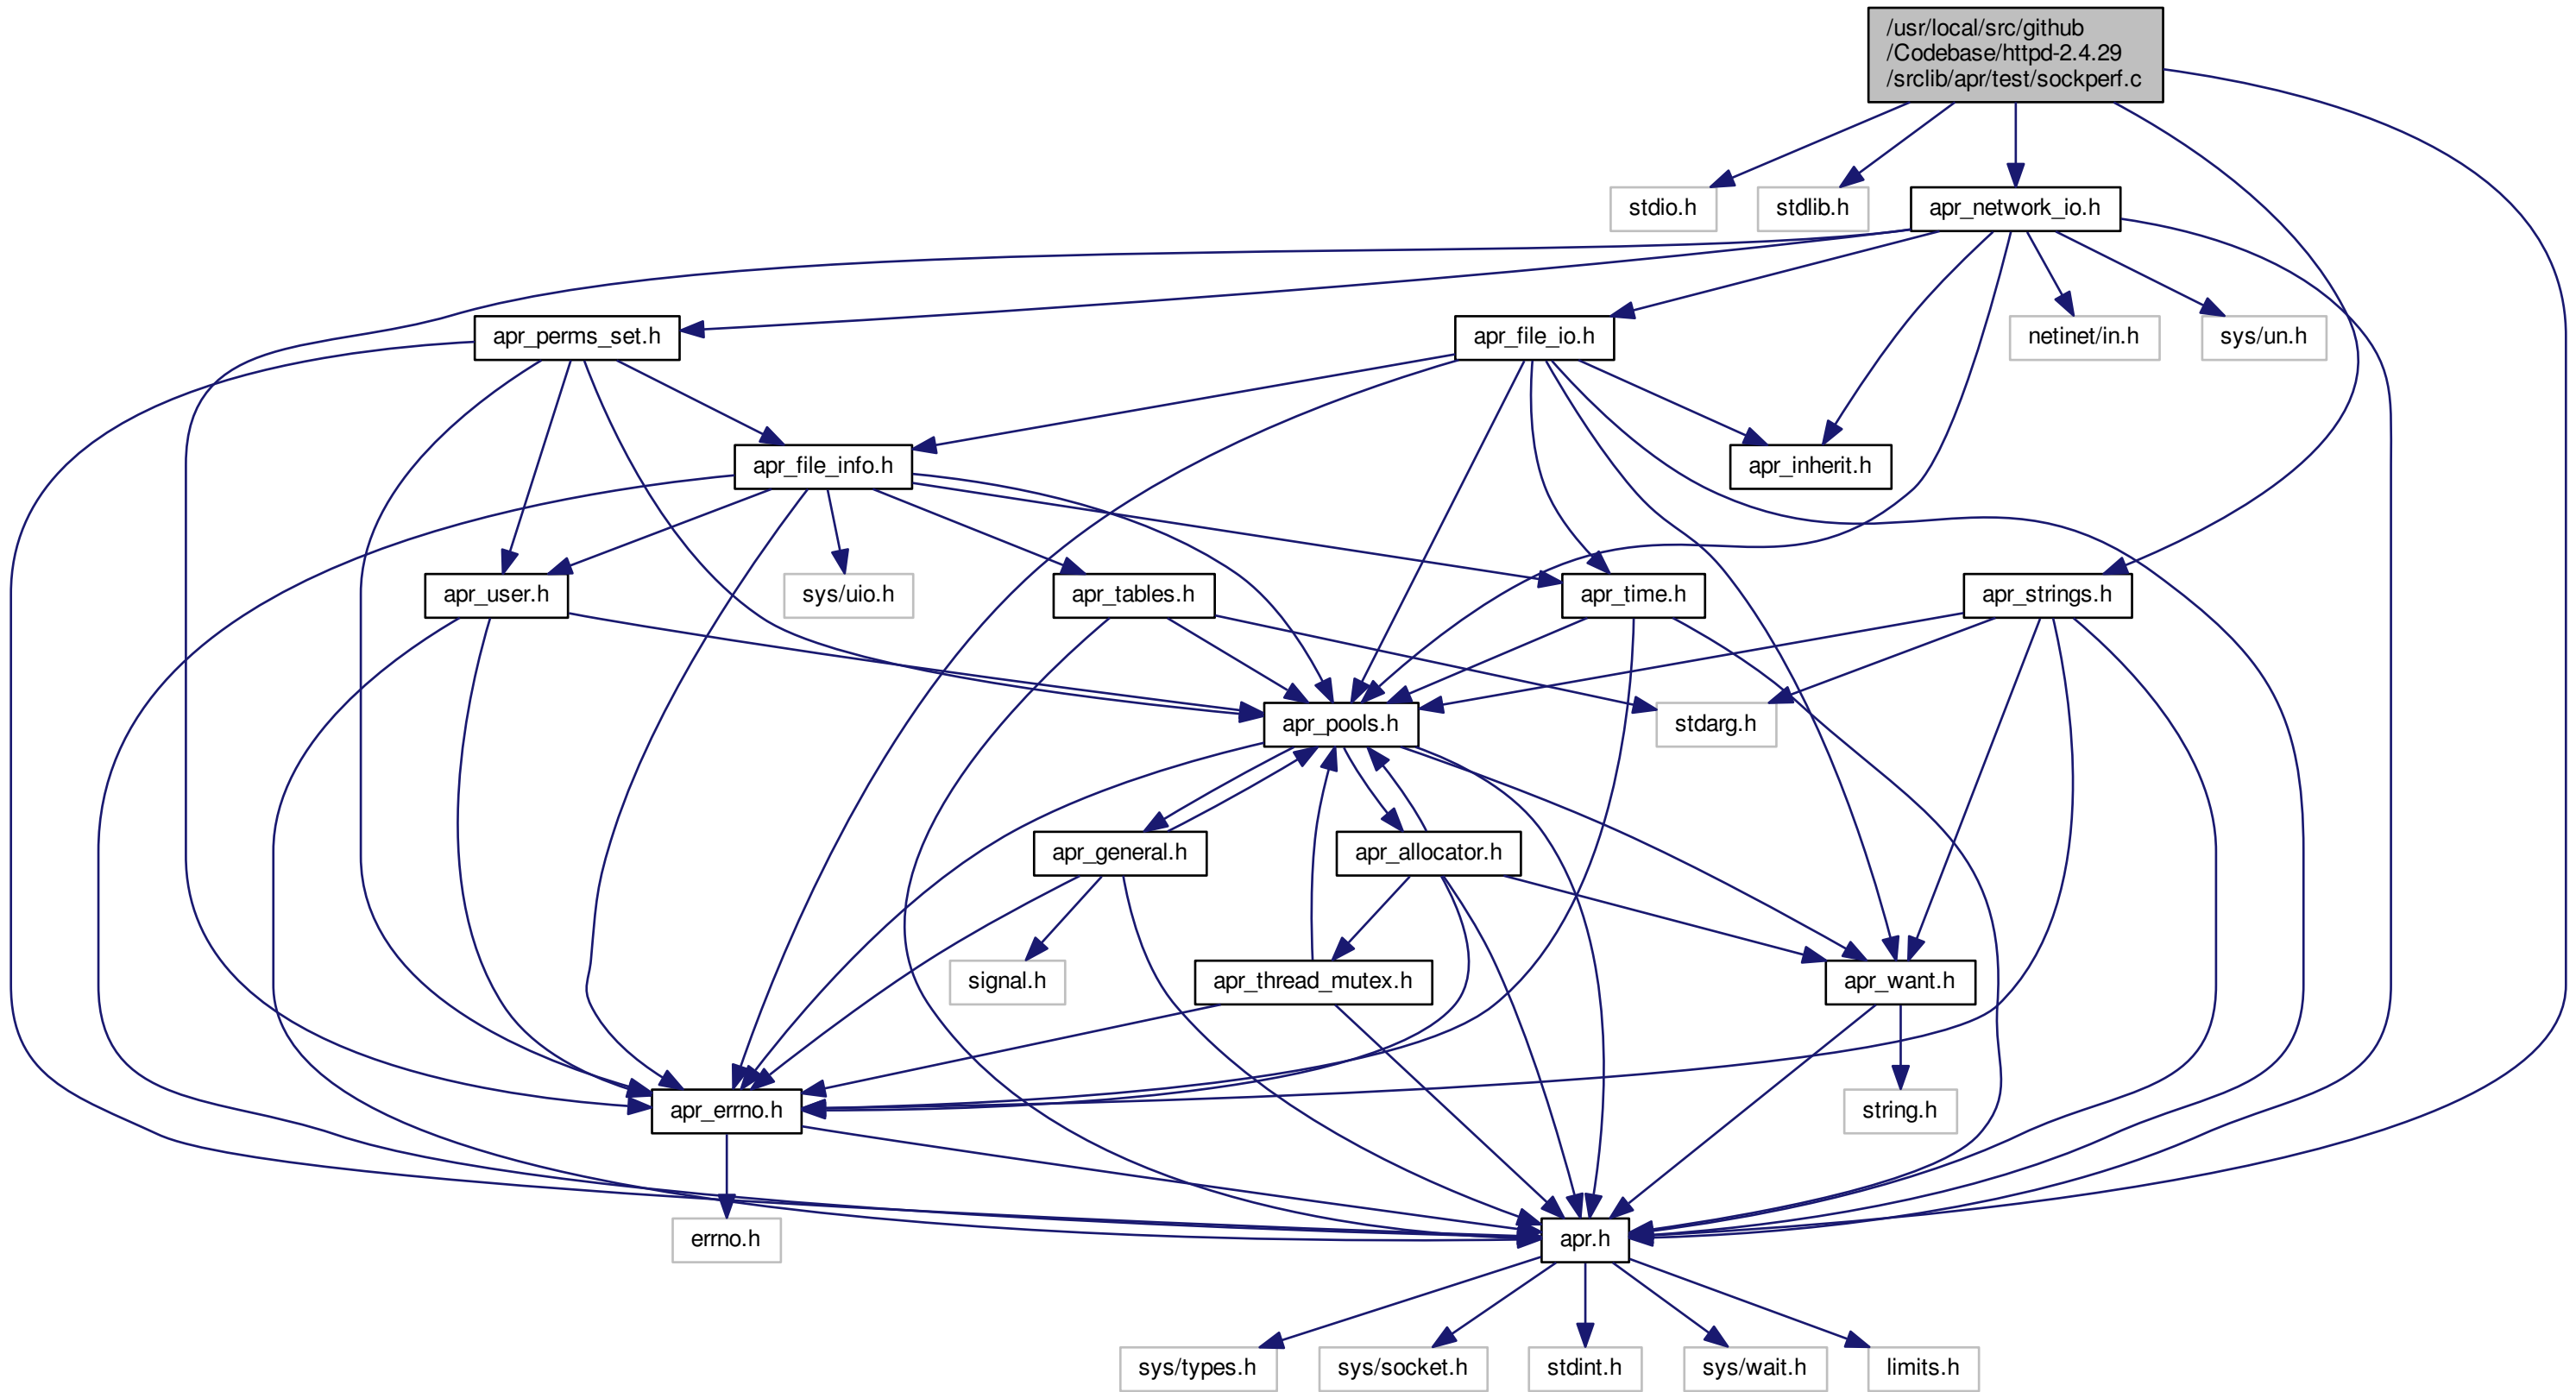 /usr/local/src/github
/Codebase/httpd-2.4.29
/srclib/apr/test/sockperf.c
stdio.h
stdlib.h
apr_network_io.h
apr_perms_set.h
apr_file_io.h
netinet/in.h
sys/un.h
apr_file_info.h
apr_inherit.h
apr_user.h
sys/uio.h
apr_tables.h
apr_time.h
apr_strings.h
apr_pools.h
stdarg.h
apr_general.h
apr_allocator.h
signal.h
apr_thread_mutex.h
apr_want.h
apr_errno.h
string.h
errno.h
apr.h
sys/types.h
sys/socket.h
stdint.h
sys/wait.h
limits.h